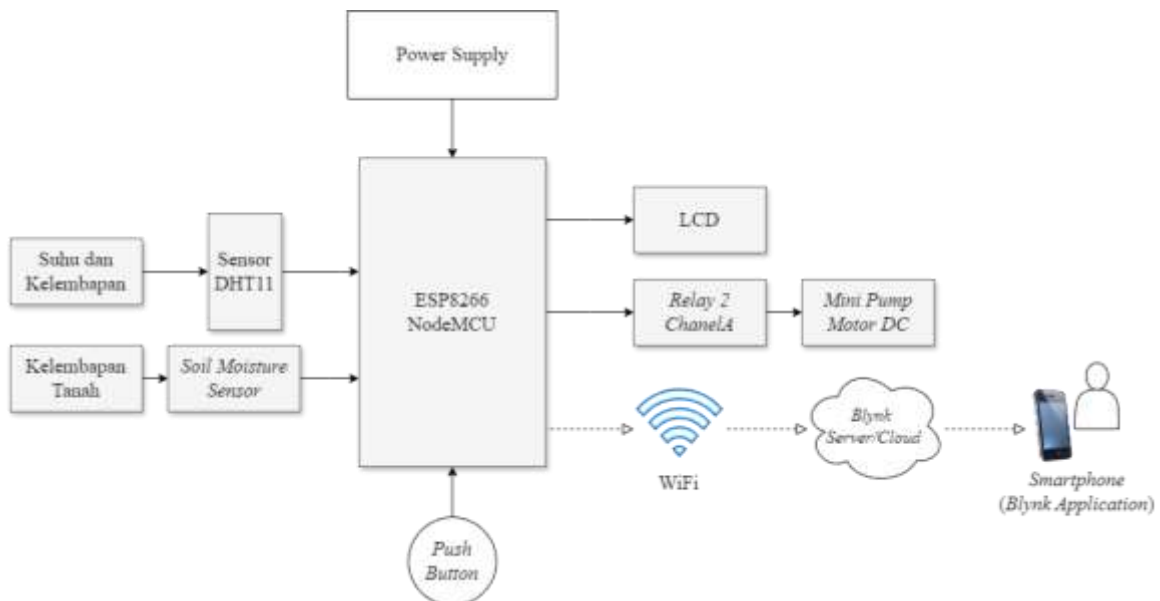 Power Supply
LCD
Suhu dan
Kelembapan
Sensor
DHT11
ESP8266
NodeMCU
Relay 2
ChanelA
Mini Pump
Motor DC
Kelembapan
Tanah
Soil Moisture
Sensor
Blynk
Server/Cloud
WiFi
Smartphone
(Blynk Application)
Push
Button